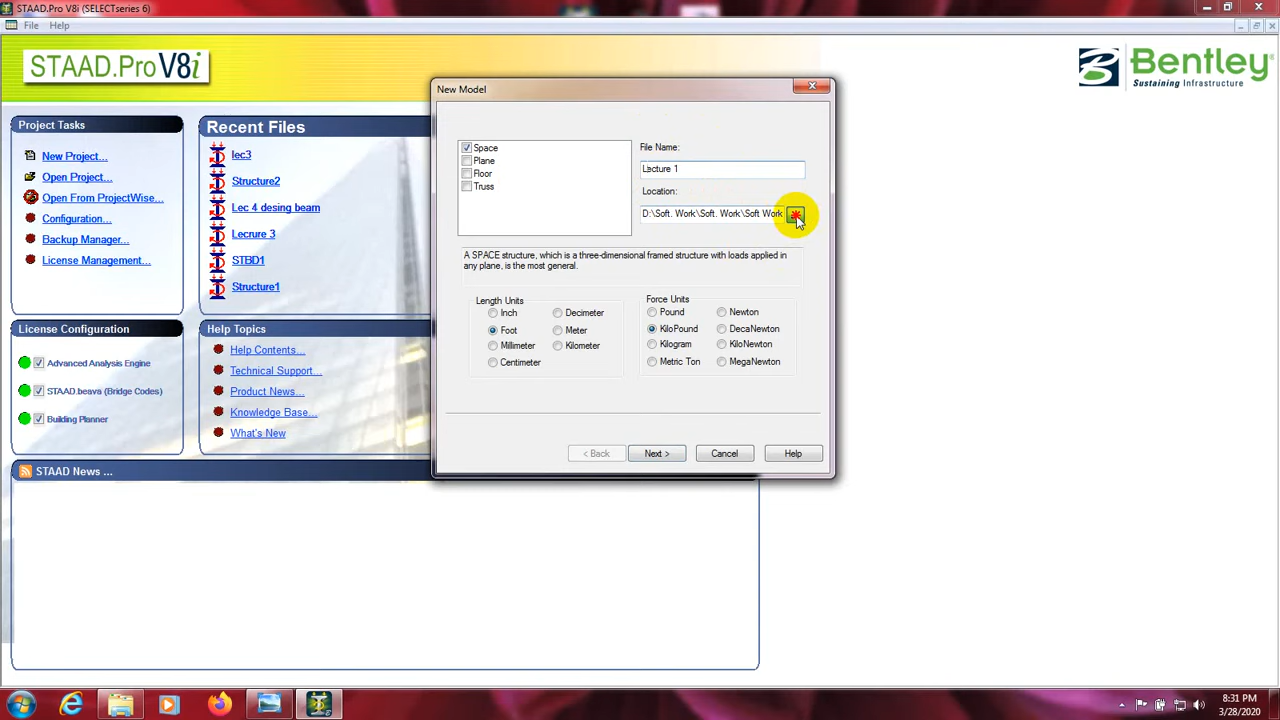 STAAD.Pro V8i (SELECTseries 6)
File Help
STAAD.Pro V8i
Bentley
Sustaining Infrastructure
Project Tasks
New Project...
Open Project...
Open From ProjectWise...
Configuration...
Backup Manager...
License Management...
Recent Files
lec3
Structure2
Lec 4 desing beam
Lecrure 3
STBD1
Structure1
License Configuration
Advanced Analysis Engine
STAAD.beava (Bridge Codes)
Building Planner
Help Topics
Help Contents...
Technical Support...
Product News...
Knowledge Base...
What's New
STAAD News ...
New Model
Space
Plane
Floor
Truss
File Name:
Lecture 1
Location:
D:\Soft. Work\Soft. Work\Soft Work
A SPACE structure, which is a three-dimensional framed structure with loads applied in
any plane, is the most general.
Length Units
Inch Decimeter
Foot Meter
Millimeter Kilometer
Centimeter
Force Units
Pound Newton
KiloPound DecaNewton
Kilogram KiloNewton
Metric Ton MegaNewton
< Back Next > Cancel Help
8:31 PM
3/28/2020